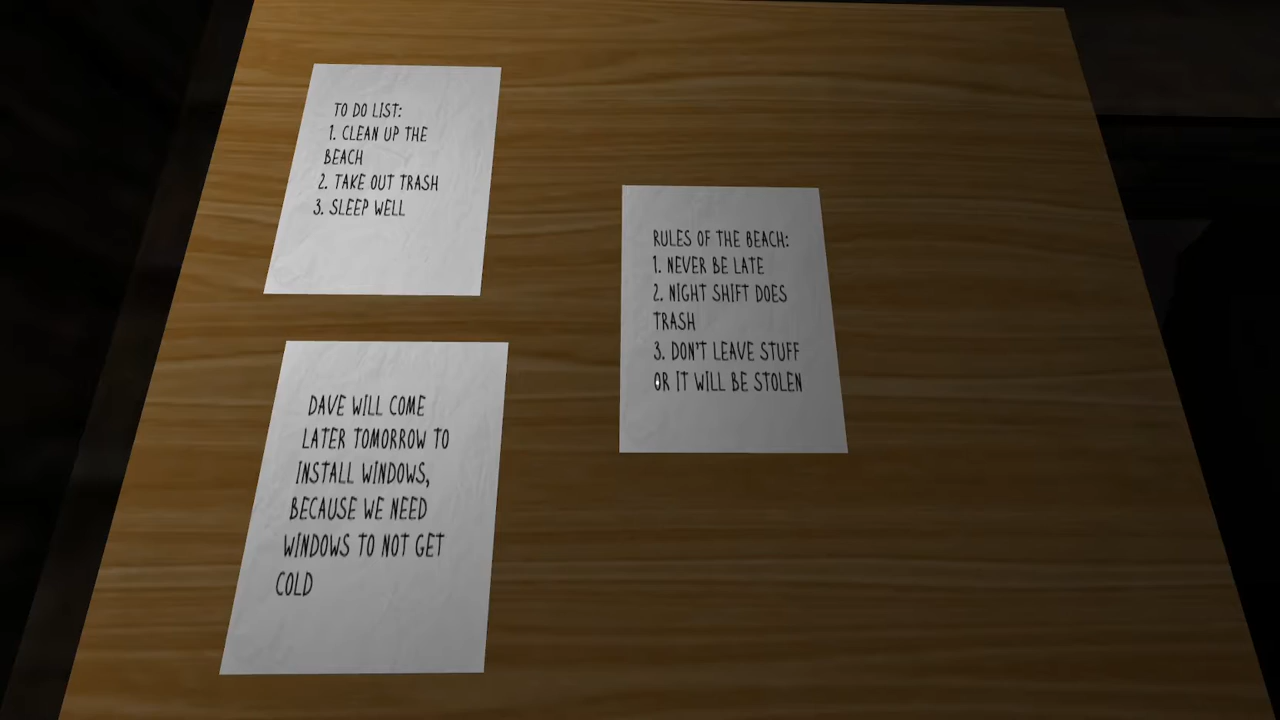 TO DO LIST:
1. CLEAN UP THE
BEACH
2. TAKE OUT TRASH
3. SLEEP WELL
DAVE WILL COME
LATER TOMORROW TO
INSTALL WINDOWS,
BECAUSE WE NEED
WINDOWS TO NOT GET
COLD
RULES OF THE BEACH:
1. NEVER BE LATE
2. NIGHT SHIFT DOES
TRASH
3. DON'T LEAVE STUFF
OR IT WILL BE STOLEN